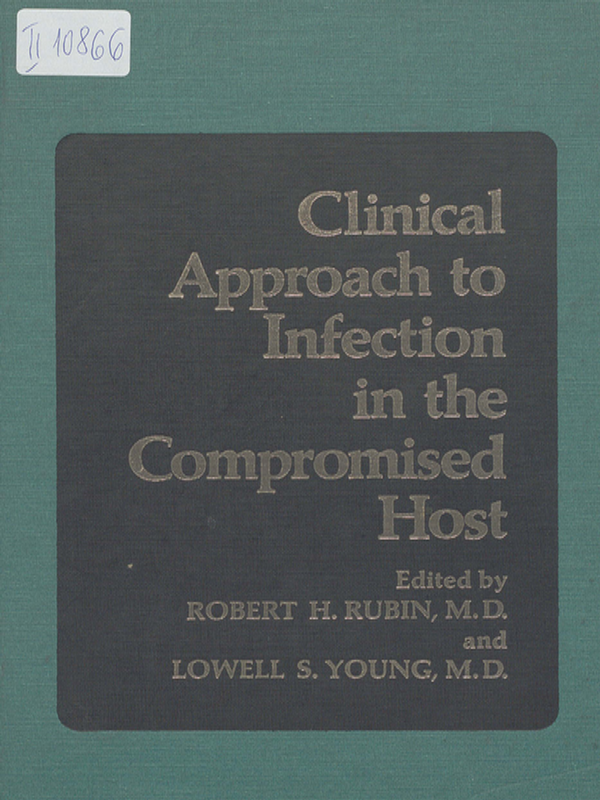 II 10866
Clinical
Approach to
Infection
in the
Compromised
Host
Edited by
ROBERT H. RUBIN, M.D.
and
LOWELL S. YOUNG, M.D.